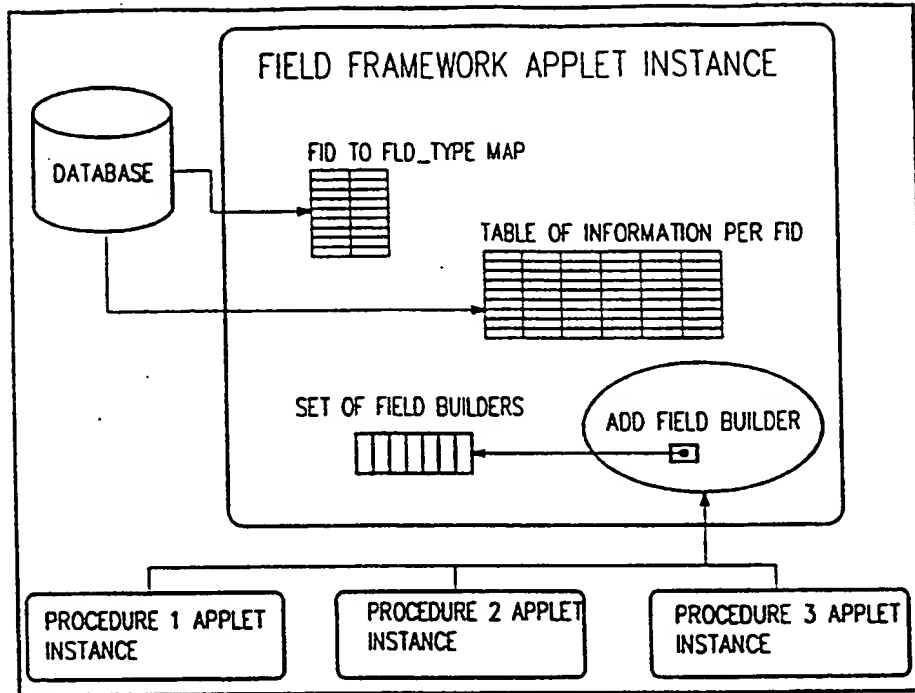 FIELD FRAMEWORK APPLET INSTANCE
DATABASE
FID TO FLD_TYPE MAP
TABLE OF INFORMATION PER FID
SET OF FIELD BUILDERS
ADD FIELD BUILDER
PROCEDURE 1 APPLET
INSTANCE
PROCEDURE 2 APPLET
INSTANCE
PROCEDURE 3 APPLET
INSTANCE